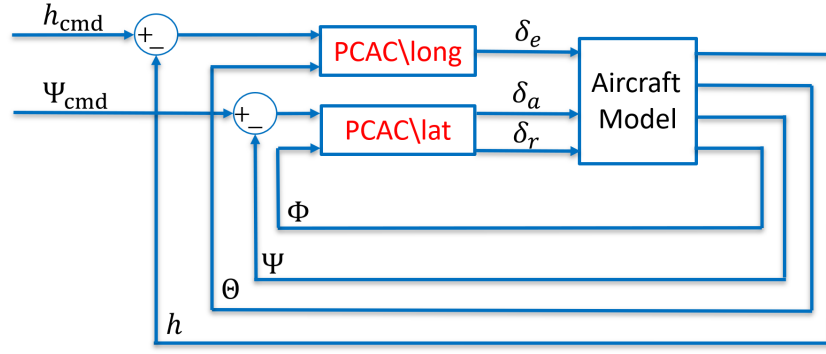 h_cmd
+
−
PCAC\long
δ_e
Aircraft
Model
Ψ_cmd
+
−
PCAC\lat
δ_a
δ_r
Φ
Ψ
Θ
h